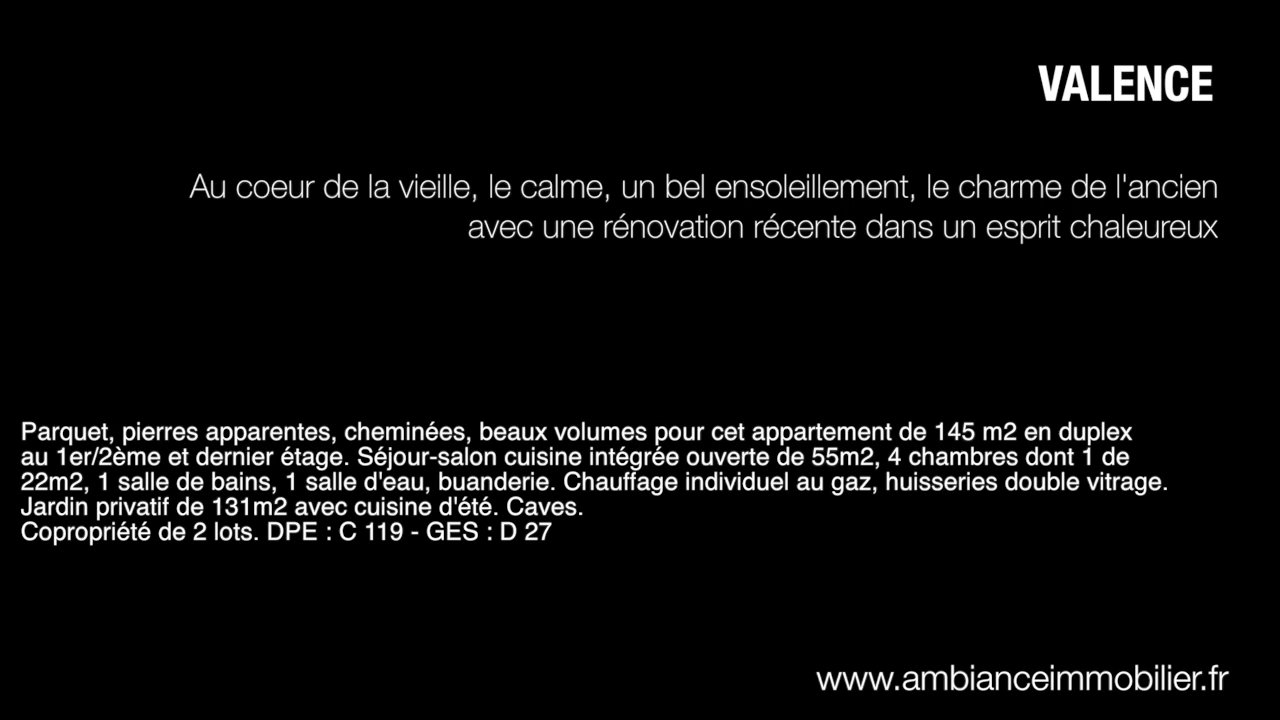 VALENCE
Au coeur de la vieille, le calme, un bel ensoleillement, le charme de l'ancien
avec une rénovation récente dans un esprit chaleureux
Parquet, pierres apparentes, cheminées, beaux volumes pour cet appartement de 145 m2 en duplex
au 1er/2ème et dernier étage. Séjour-salon cuisine intégrée ouverte de 55m2, 4 chambres dont 1 de
22m2, 1 salle de bains, 1 salle d'eau, buanderie. Chauffage individuel au gaz, huisseries double vitrage.
Jardin privatif de 131m2 avec cuisine d'été. Caves.
Copropriété de 2 lots. DPE : C 119 - GES : D 27
www.ambianceimmobilier.fr